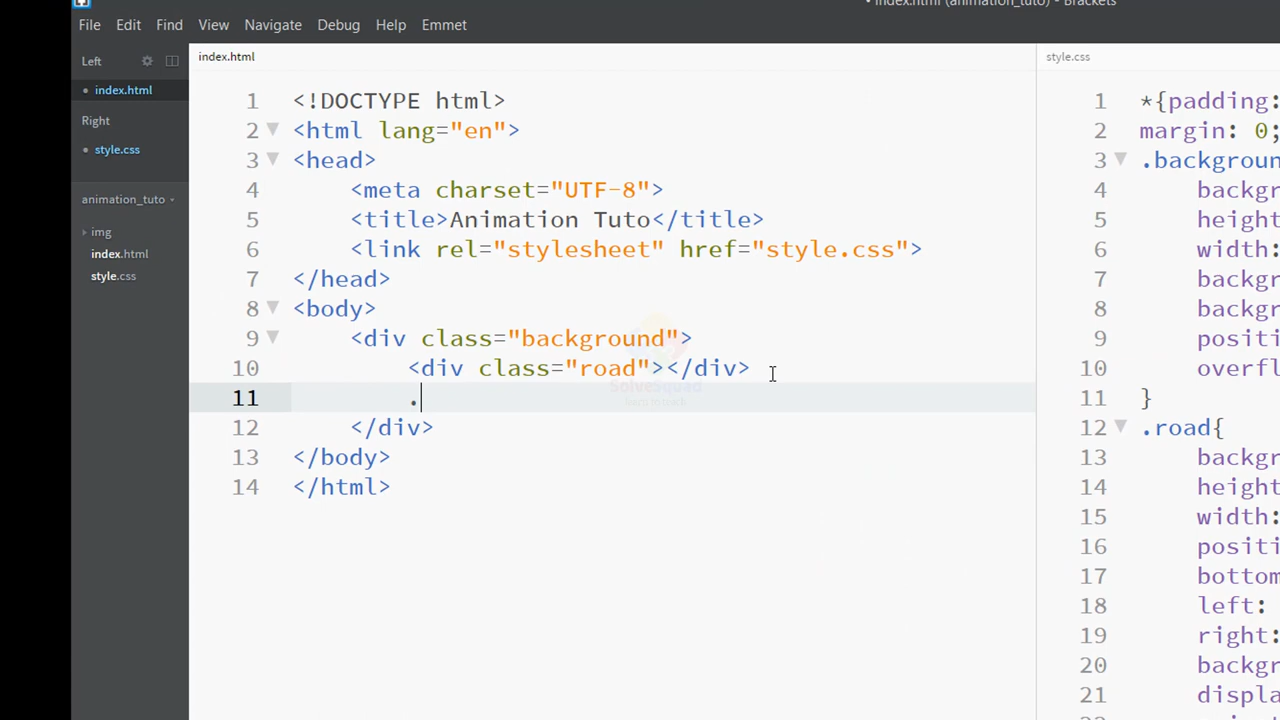 index.html (animation_tuto) - Brackets
File Edit Find View Navigate Debug Help Emmet
Left
index.html
Right
style.css
animation_tuto
img
index.html
style.css
index.html
1 <!DOCTYPE html>
2 <html lang="en">
3 <head>
4 <meta charset="UTF-8">
5 <title>Animation Tuto</title>
6 <link rel="stylesheet" href="style.css">
7 </head>
8 <body>
9 <div class="background">
10 <div class="road"></div>
11 .
12 </div>
13 </body>
14 </html>
SolveSquad
style.css
1 *{padding:
2 margin: 0;
3 .backgroun
4 backgr
5 height
6 width:
7 backgr
8 backgr
9 positi
10 overfl
11 }
12 .road{
13 backgr
14 height
15 width:
16 positi
17 bottom
18 left:
19 right:
20 backgr
21 displa